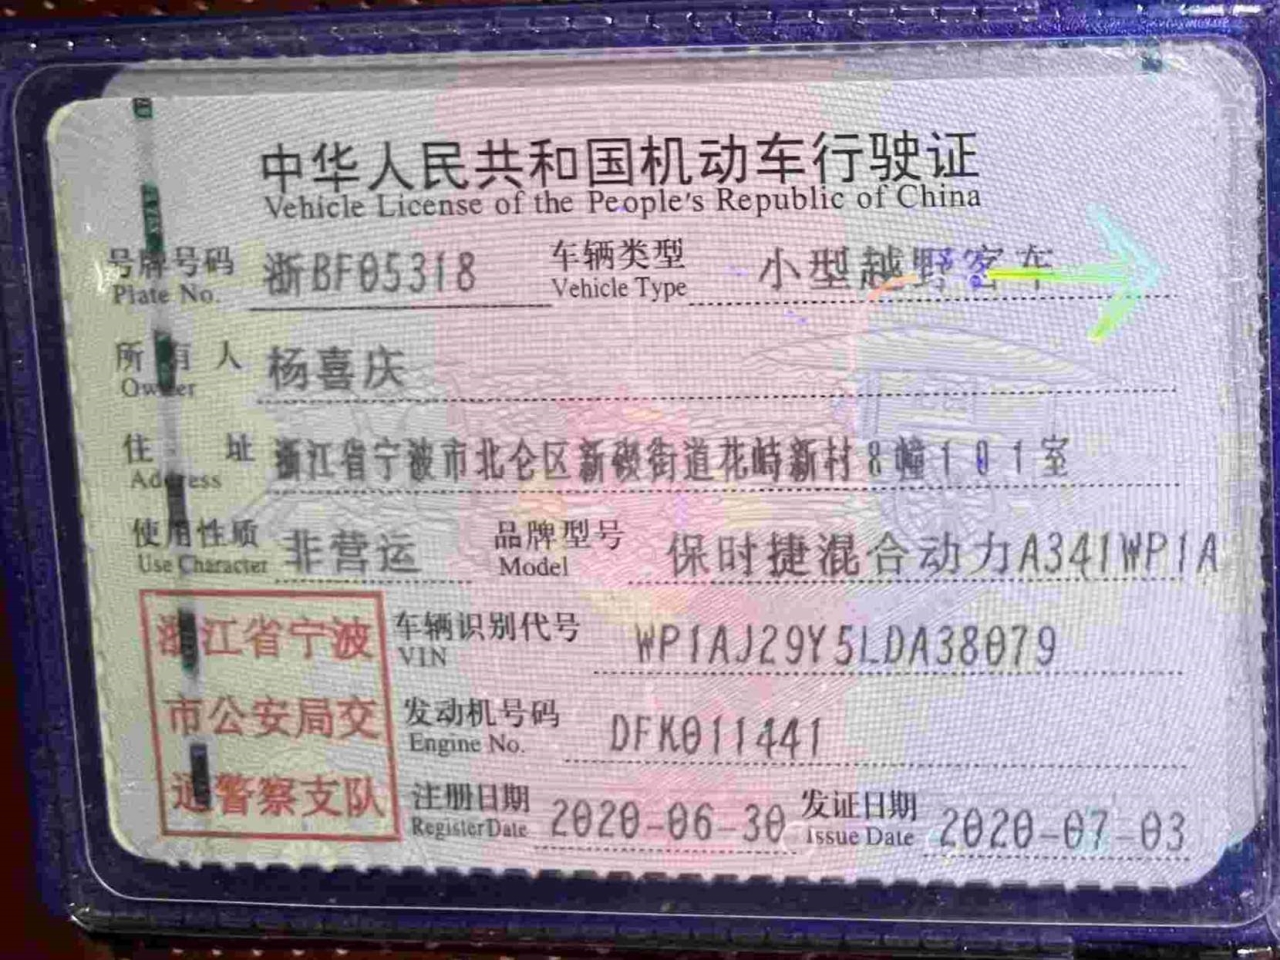 中华人民共和国机动车行驶证
Vehicle License of the People's Republic of China
号牌号码 浙BF05318 车辆类型 小型越野客车
Plate No. Vehicle Type
所有人 杨喜庆
Owner
住址 浙江省宁波市北仑区新碶街道花峙新村8幢101室
Address
使用性质 非营运 品牌型号 保时捷混合动力A341WP1A
Use Character Model
浙江省宁波 车辆识别代号 WP1AJ29Y5LDA38079
VIN
市公安局交 发动机号码 DFK011441
Engine No.
通警察支队 注册日期 2020-06-30 发证日期 2020-07-03
Register Date Issue Date